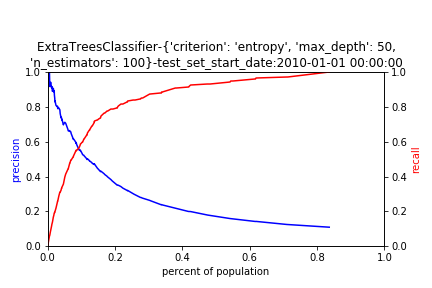 ExtraTreesClassifier-{'criterion': 'entropy', 'max_depth': 50,
'n_estimators': 100}-test_set_start_date:2010-01-01 00:00:00
1.0
0.8
0.6
0.4
0.2
0.0
precision
1.0
0.8
0.6
0.4
0.2
0.0
recall
0.0 0.2 0.4 0.6 0.8 1.0
percent of population